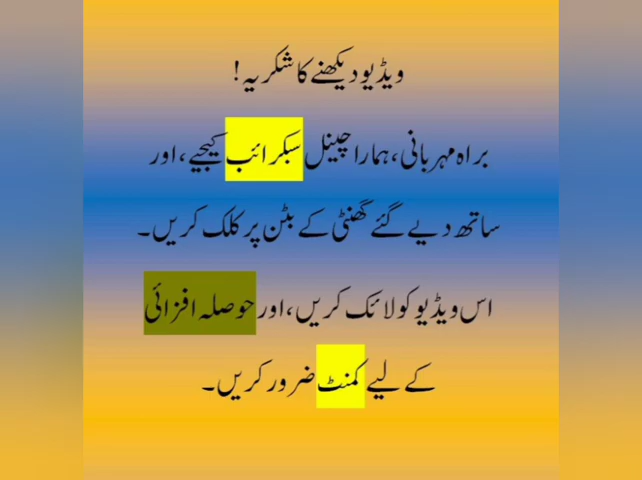 ویڈیو دیکھنے کا شکریہ!
براہ مہربانی، ہمارا چینل سبکرائب کیجیے، اور
ساتھ دیے گئے گھنٹی کے بٹن پر کلک کریں۔
اس ویڈیو کو لائک کریں، اور حوصلہ افزائی
کے لیے کمنٹ ضرور کریں۔